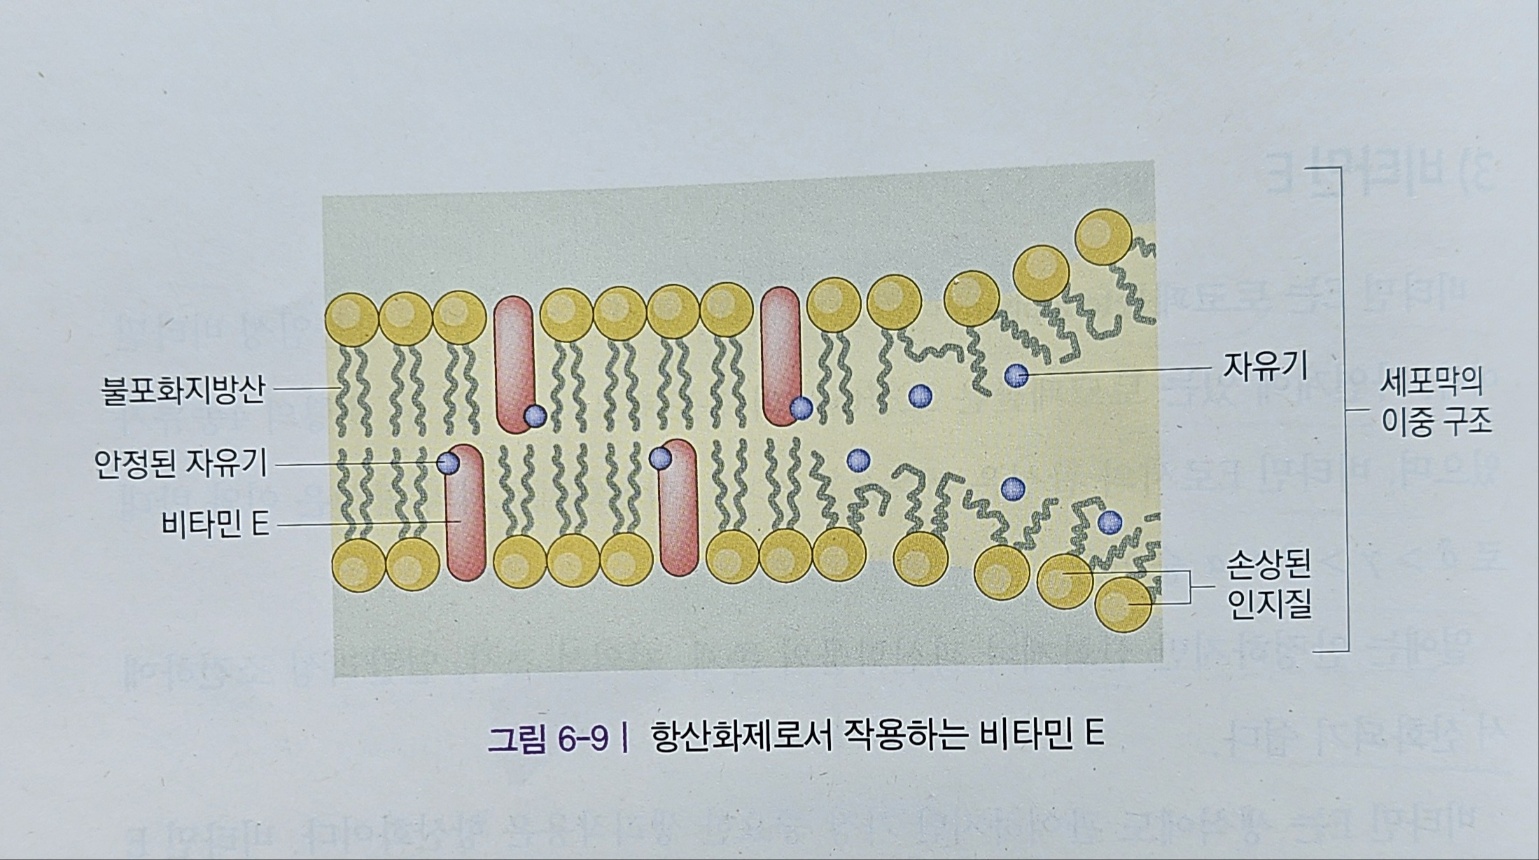 불포화지방산
안정된 자유기
비타민 E
자유기
세포막의
이중 구조
손상된
인지질
그림 6-9 | 항산화제로서 작용하는 비타민 E